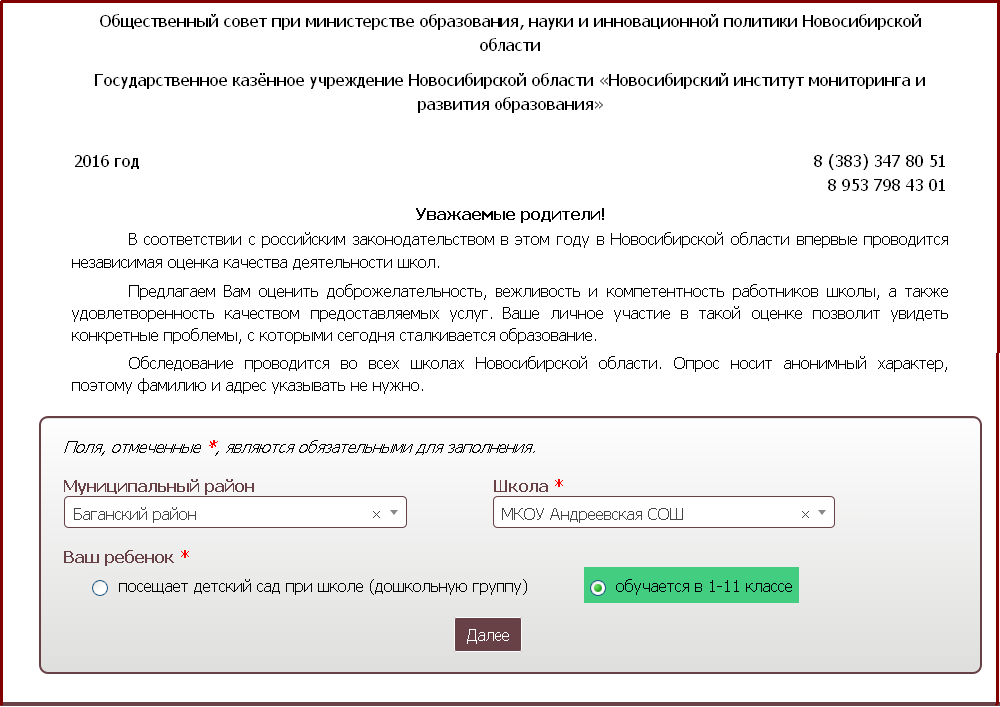 Общественный совет при министерстве образования, науки и инновационной политики Новосибирской
области
Государственное казённое учреждение Новосибирской области «Новосибирский институт мониторинга и
развития образования»
2016 год
8 (383) 347 80 51
8 953 798 43 01
Уважаемые родители!
В соответствии с российским законодательством в этом году в Новосибирской области впервые проводится
независимая оценка качества деятельности школ.
Предлагаем Вам оценить доброжелательность, вежливость и компетентность работников школы, а также
удовлетворенность качеством предоставляемых услуг. Ваше личное участие в такой оценке позволит увидеть
конкретные проблемы, с которыми сегодня сталкивается образование.
Обследование проводится во всех школах Новосибирской области. Опрос носит анонимный характер,
поэтому фамилию и адрес указывать не нужно.
Поля, отмеченные *, являются обязательными для заполнения.
Муниципальный район
Школа *
Баганский район ×
МКОУ Андреевская СОШ ×
Ваш ребенок *
посещает детский сад при школе (дошкольную группу)
обучается в 1-11 классе
Далее